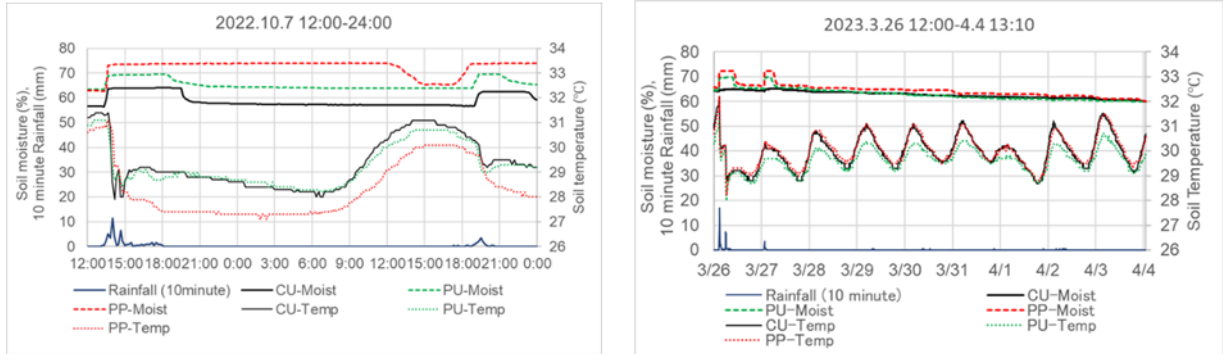 2022.10.7 12:00-24:00
Soil moisture (%),
10 minute Rainfall (mm)
80
70
60
50
40
30
20
10
0
34
33
32
31
30
29
28
27
26
Soil temperature (°C)
12:00 15:00 18:00 21:00 0:00 3:00 6:00 9:00 12:00 15:00 18:00 21:00 0:00
Rainfall (10minute) CU-Moist PU-Moist
PP-Moist CU-Temp PU-Temp
PP-Temp
2023.3.26 12:00-4.4 13:10
Soil moisture (%),
10 minute Rainfall (mm)
80
70
60
50
40
30
20
10
0
34
33
32
31
30
29
28
27
26
Soil Temperature (°C)
3/26 3/27 3/28 3/29 3/30 3/31 4/1 4/2 4/3 4/4
Rainfall (10 minute) CU-Moist
PU-Moist PP-Moist
CU-Temp PU-Temp
PP-Temp